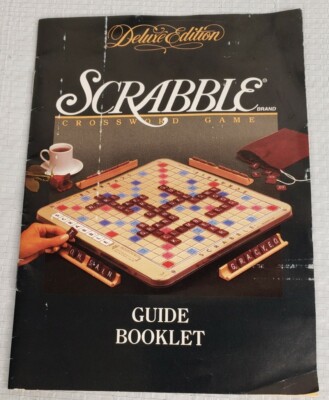 Deluxe Edition
SCRABBLE®
BRAND
CROSSWORD GAME
GUIDE
BOOKLET